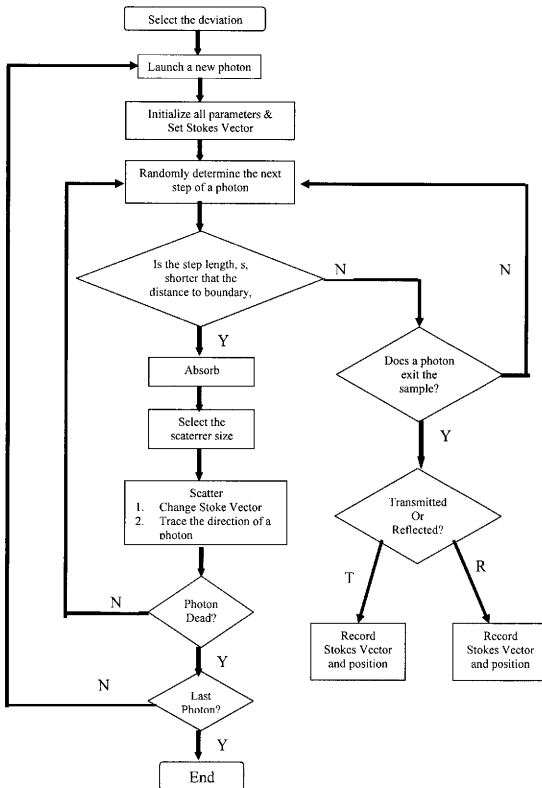 Select the deviation
Launch a new photon
Initialize all parameters &
Set Stokes Vector
Randomly determine the next
step of a photon
Is the step length, s,
shorter that the
distance to boundary,
N
N
Y
Does a photon
exit the
sample?
Absorb
Y
Select the
scaterrer size
Scatter
1. Change Stoke Vector
2. Trace the direction of a
photon
Transmitted
Or
Reflected?
T
R
N
Photon
Dead?
Record
Stokes Vector
and position
Record
Stokes Vector
and position
Y
N
Last
Photon?
Y
End